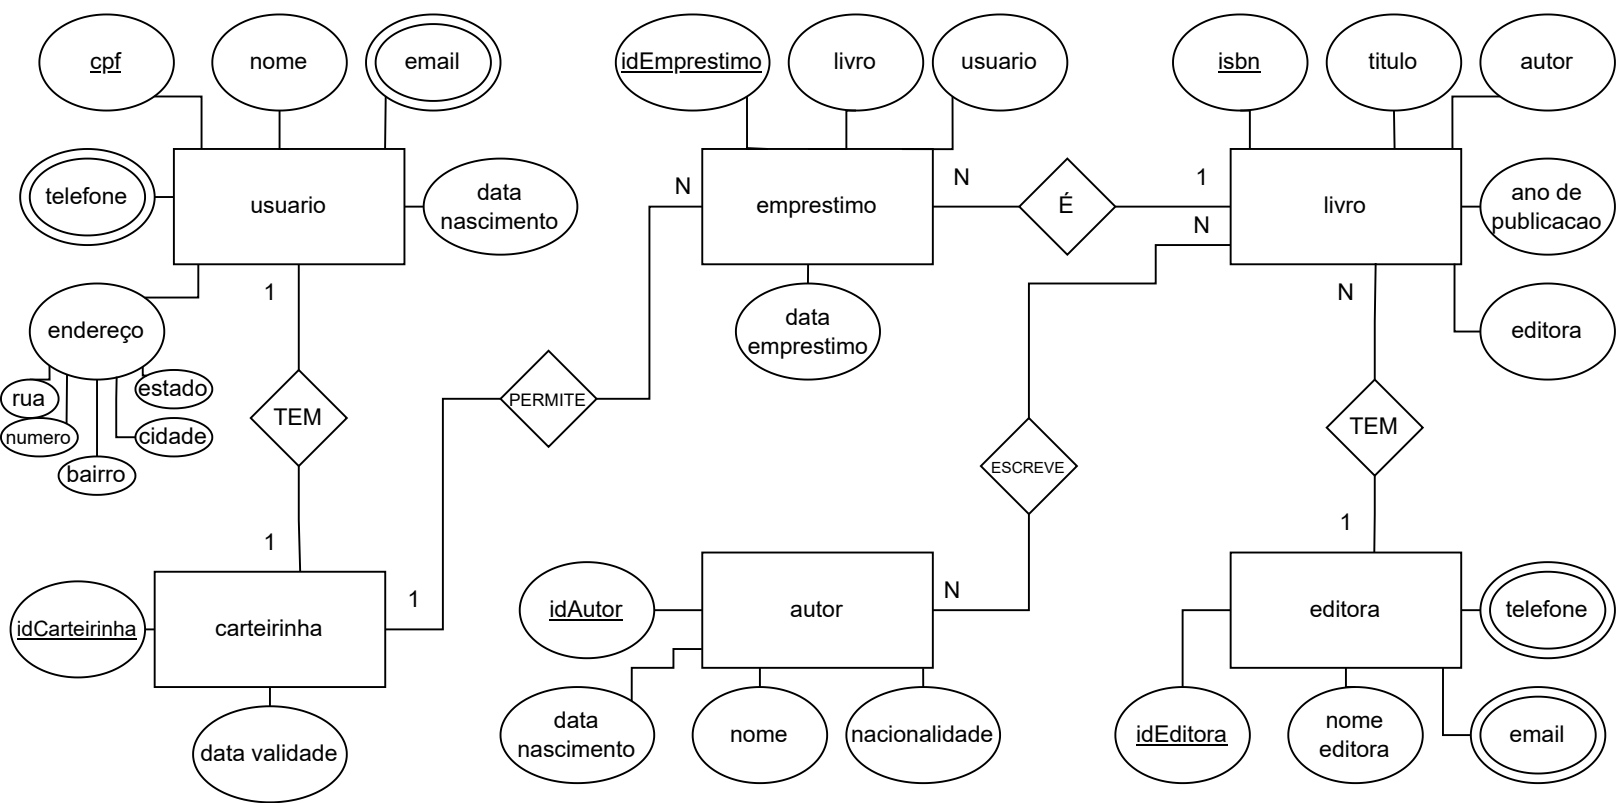 cpf
nome
email
idEmprestimo
livro
usuario
isbn
titulo
autor
telefone
usuario
data
nascimento
N
emprestimo
N
É
1
N
livro
ano de
publicacao
endereço
1
data
emprestimo
N
editora
rua
numero
bairro
cidade
estado
TEM
PERMITE
ESCREVE
TEM
1
1
idCarteirinha
carteirinha
1
idAutor
autor
N
editora
telefone
data validade
data
nascimento
nome
nacionalidade
idEditora
nome
editora
email